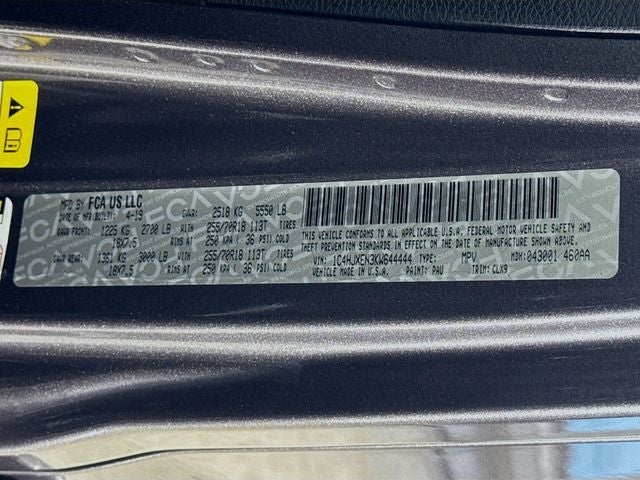 MFD BY FCA US LLC
DATE OF MFR(BUILT): 4-19 GVWR: 2518 KG 5550 LB
GAWR FRONT: 1225 KG 2700 LB 255/70R18 113T TIRES
18X7.5 RIMS AT 250 KPA / 36 PSI COLD
GAWR REAR: 1361 KG 3000 LB 255/70R18 113T TIRES
18X7.5 RIMS AT 250 KPA / 36 PSI COLD
THIS VEHICLE CONFORMS TO ALL APPLICABLE U.S.A. FEDERAL MOTOR VEHICLE SAFETY AND
THEFT PREVENTION STANDARDS IN EFFECT ON THE DATE OF MANUFACTURE SHOWN ABOVE.
VIN: 1C4HJXEN3KW644444 TYPE: MPV MDH: 043001 460AA
VEHICLE MADE IN U.S.A. PAINT: PAU TRIM: CLX9